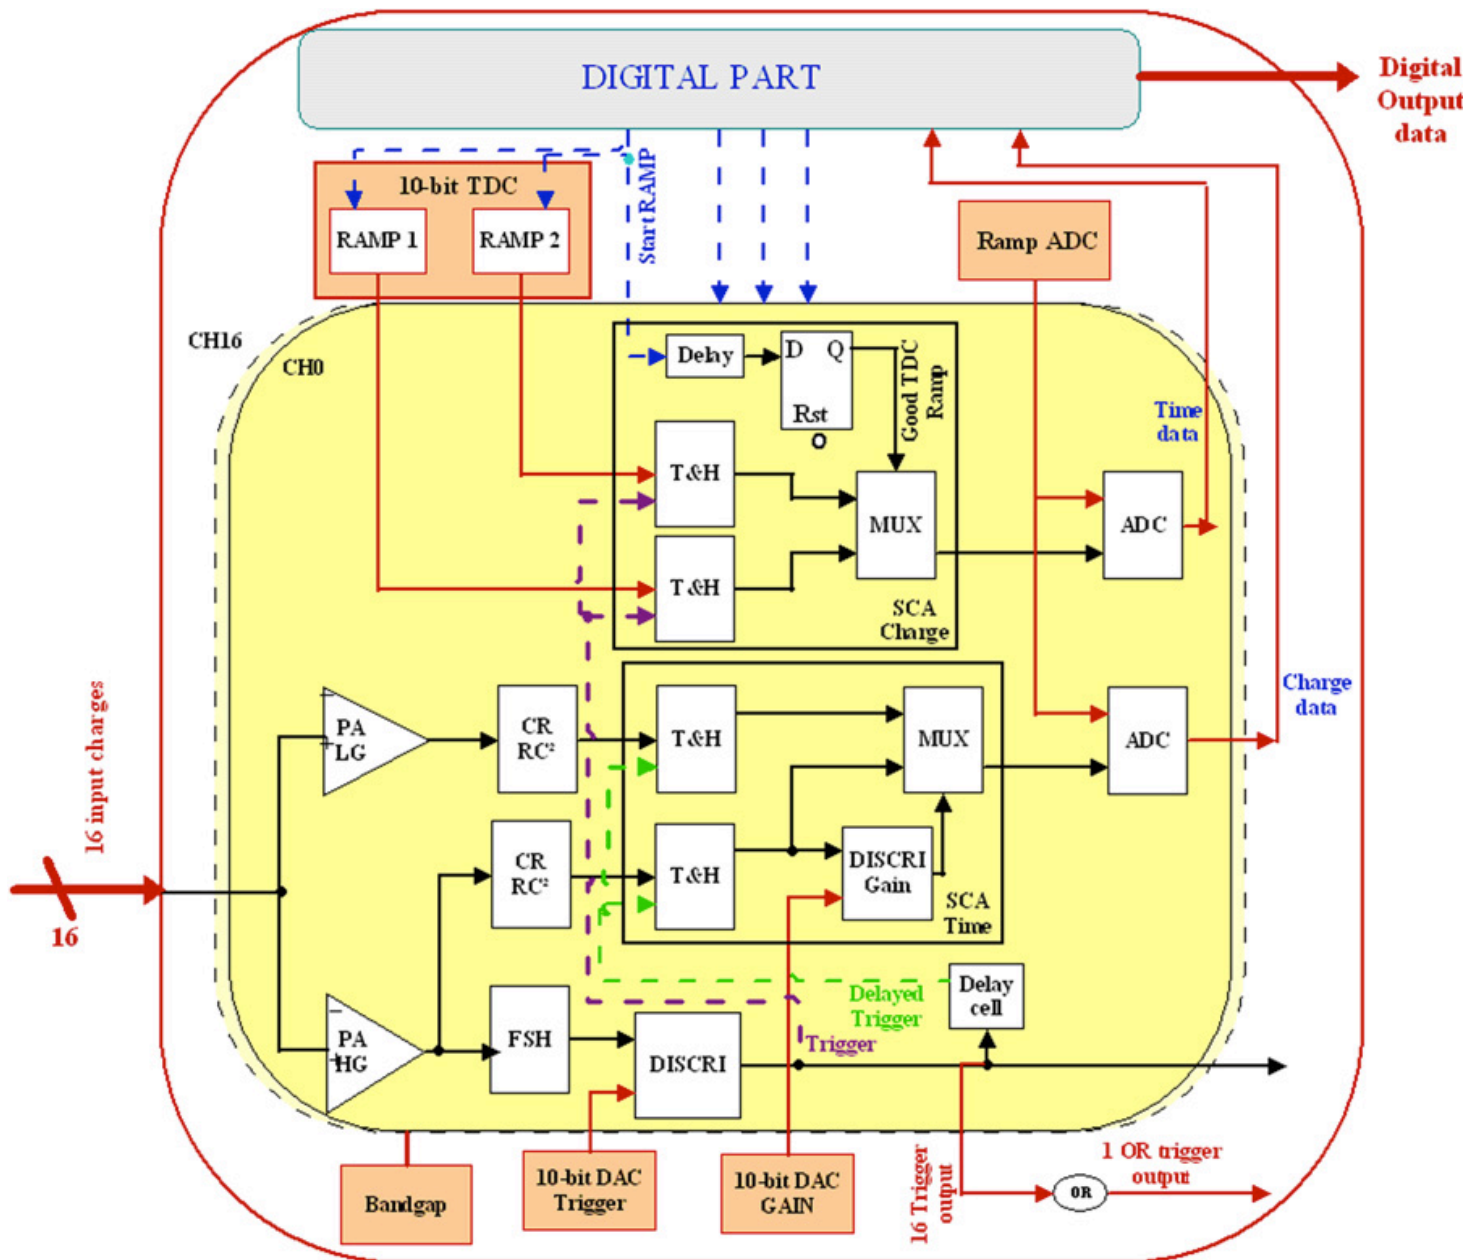 DIGITAL PART
Digital
Output
data
10-bit TDC
RAMP 1
RAMP 2
Start RAMP
Ramp ADC
CH16
CH0
Delay
D Q
Rst
Good TDC
Ramp
Time
data
T&H
MUX
ADC
T&H
SCA
Charge
16 input charges
16
PA
LG
CR
RC²
T&H
MUX
ADC
Charge
data
CR
RC²
T&H
DISCRI
Gain
SCA
Time
PA
HG
FSH
DISCRI
Delayed
Trigger
Trigger
Delay
cell
Bandgap
10-bit DAC
Trigger
10-bit DAC
GAIN
16 Trigger
output
OR
1 OR trigger
output